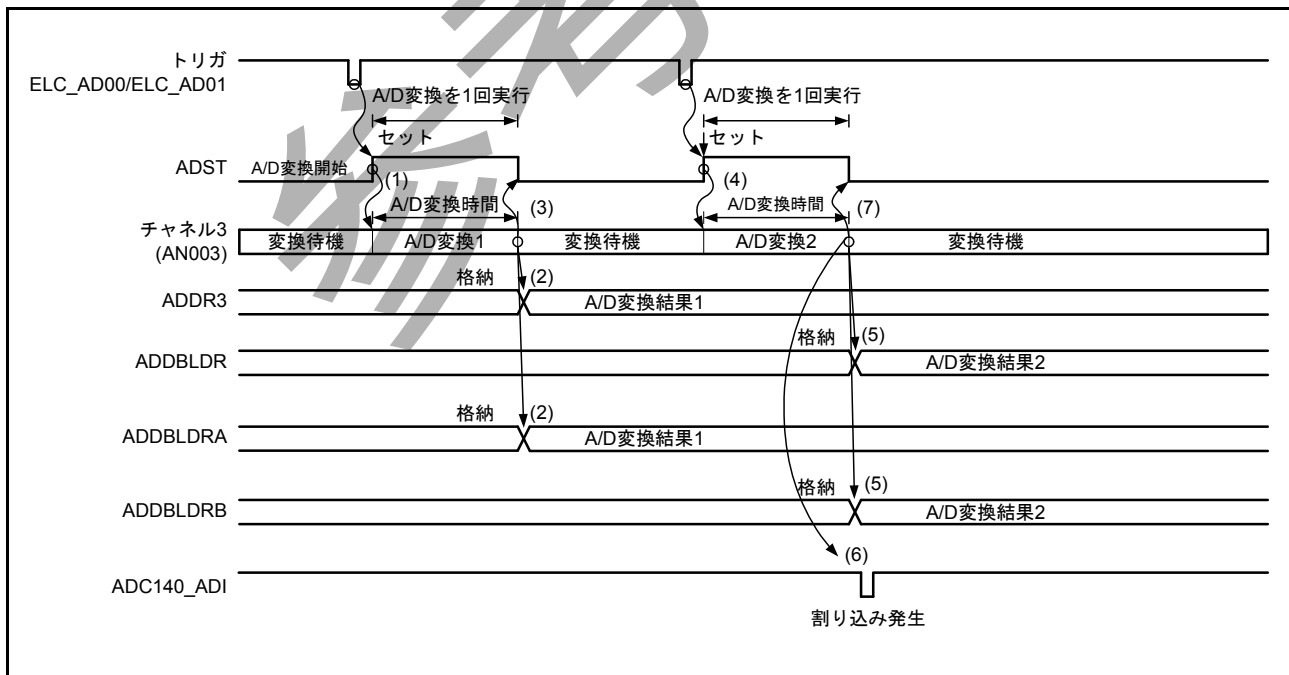 トリガ
ELC_AD00/ELC_AD01
A/D変換を1回実行
A/D変換を1回実行
セット
セット
ADST
A/D変換開始
(1)
(4)
A/D変換時間
(3)
A/D変換時間
(7)
チャネル3
(AN003)
変換待機
A/D変換1
変換待機
A/D変換2
変換待機
格納
(2)
ADDR3
A/D変換結果1
格納
(5)
ADDBLDR
A/D変換結果2
格納
(2)
ADDBLDRA
A/D変換結果1
格納
(5)
ADDBLDRB
A/D変換結果2
(6)
ADC140_ADI
割り込み発生